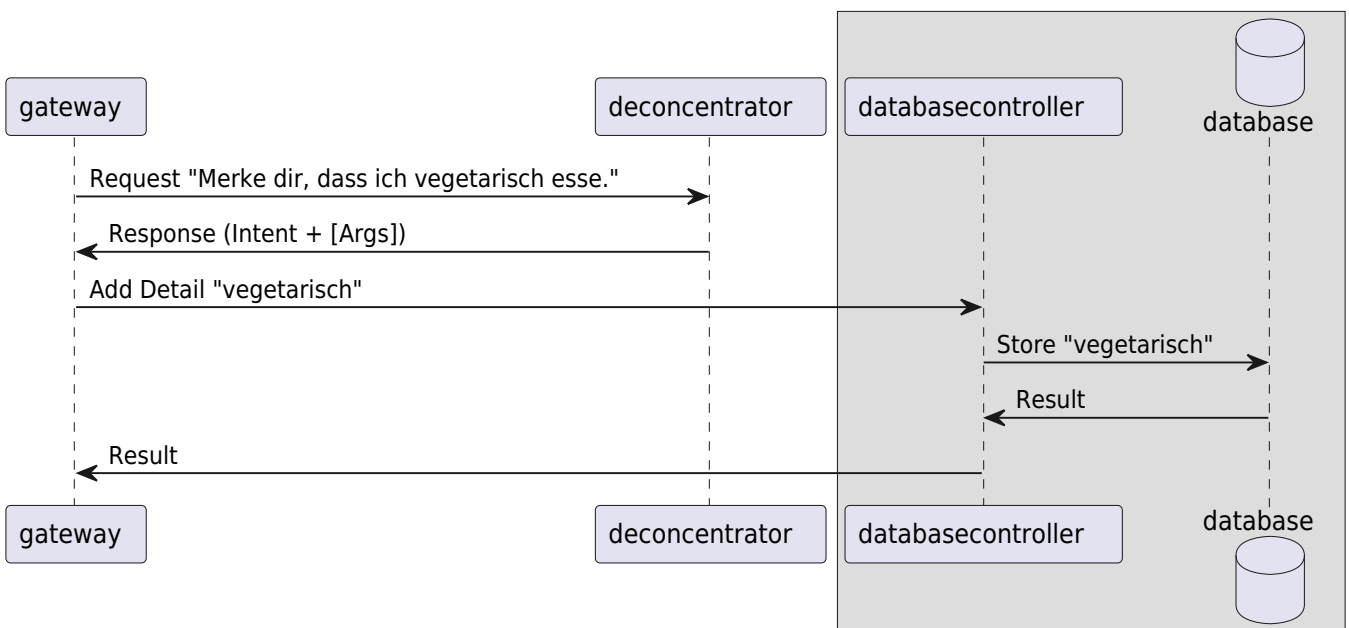 database
gateway
deconcentrator
databasecontroller
Request "Merke dir, dass ich vegetarisch esse."
Response (Intent + [Args])
Add Detail "vegetarisch"
Store "vegetarisch"
Result
Result
gateway
deconcentrator
databasecontroller
database